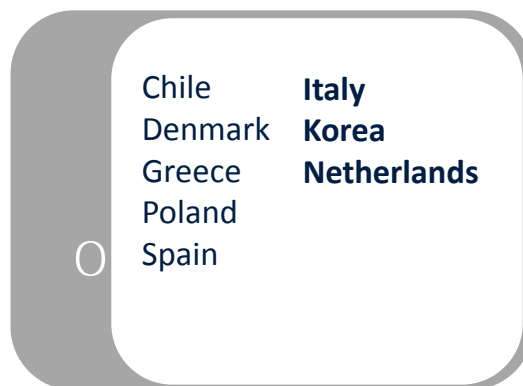 Chile
Denmark
Greece
Poland
Spain
Italy
Korea
Netherlands
O